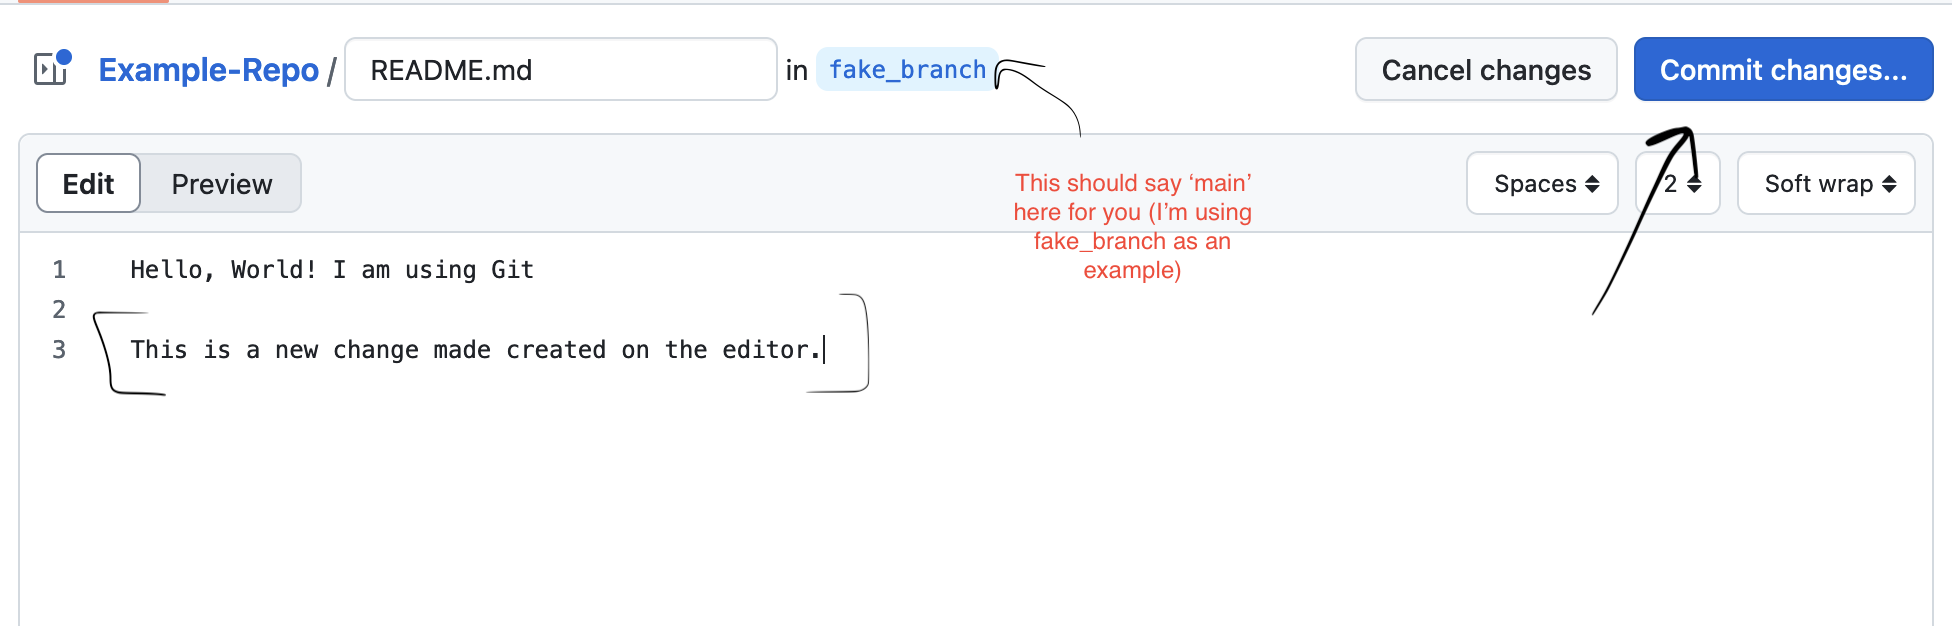 Example-Repo / README.md in fake_branch Cancel changes Commit changes...
Edit Preview Spaces 2 Soft wrap
This should say ‘main’
here for you (I’m using
fake_branch as an
example)
1 Hello, World! I am using Git
2
3 This is a new change made created on the editor.